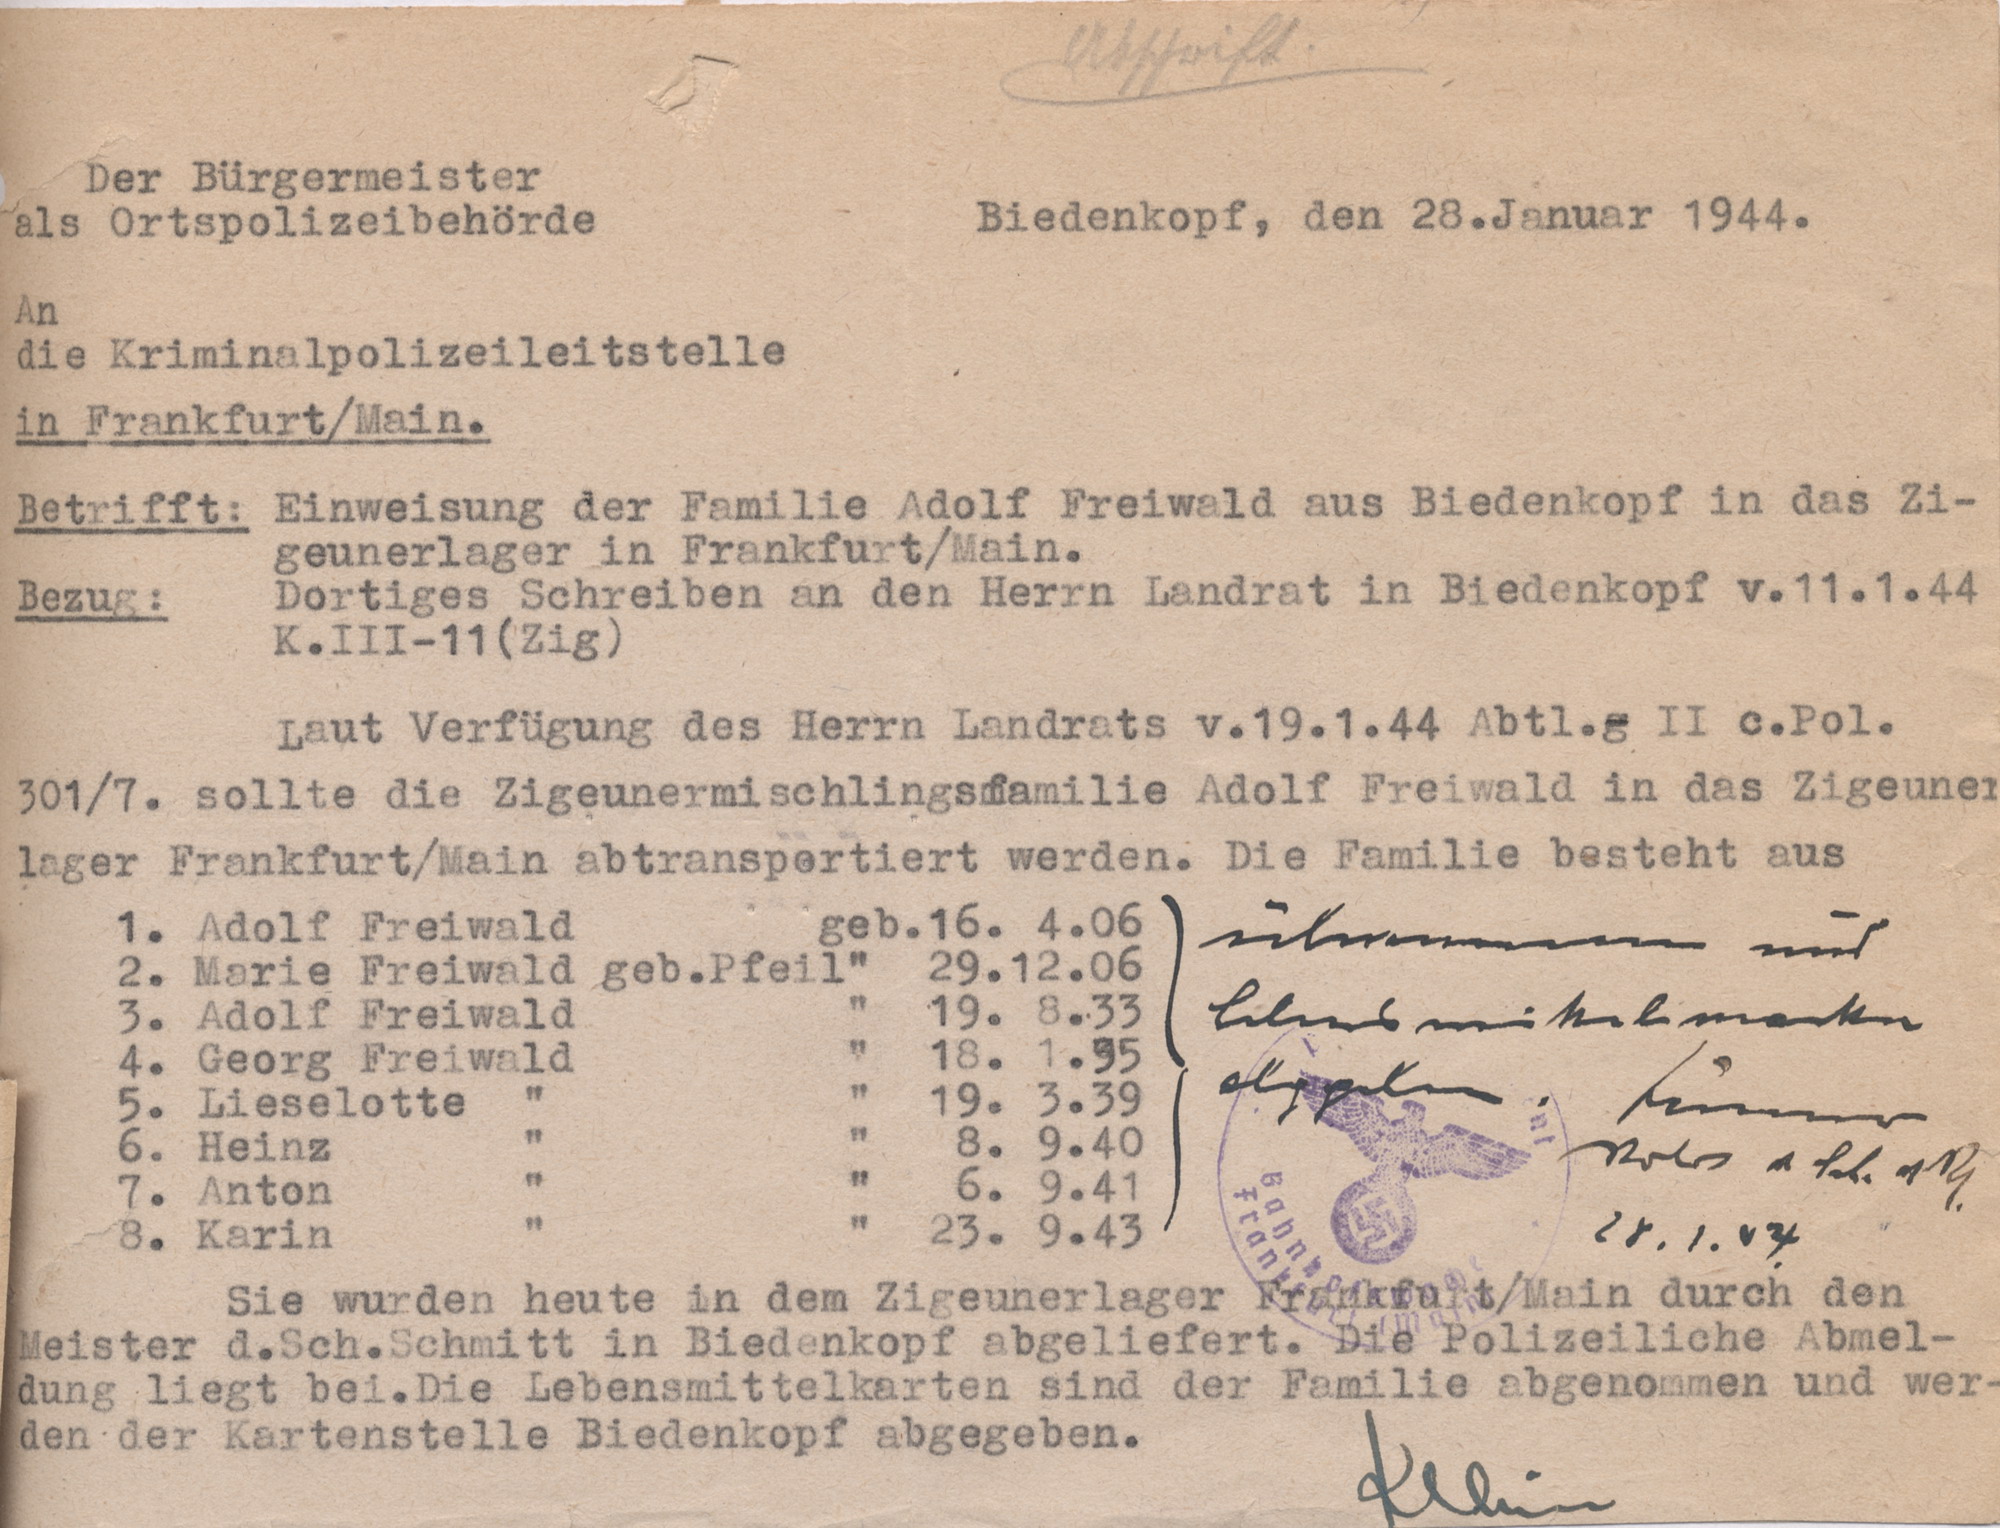 Abschrift.
Der Bürgermeister
als Ortspolizeibehörde
Biedenkopf, den 28.Januar 1944.
An
die Kriminalpolizeileitstelle
in Frankfurt/Main.
Betrifft: Einweisung der Familie Adolf Freiwald aus Biedenkopf in das Zi-
geunerlager in Frankfurt/Main.
Bezug: Dortiges Schreiben an den Herrn Landrat in Biedenkopf v.11.1.44
K.III-11(Zig)
Laut Verfügung des Herrn Landrats v.19.1.44 Abtl. II c.Pol.
301/7. sollte die Zigeunermischlingsfamilie Adolf Freiwald in das Zigeuner
lager Frankfurt/Main abtransportiert werden. Die Familie besteht aus
1. Adolf Freiwald geb.16. 4.06
2. Marie Freiwald geb.Pfeil" 29.12.06
3. Adolf Freiwald " 19. 8.33
4. Georg Freiwald " 18. 1.35
5. Lieselotte " " 19. 3.39
6. Heinz " " 8. 9.40
7. Anton " " 6. 9.41
8. Karin " " 23. 9.43
übernommen und
Lebensmittelmarken
abgegeben.
28.1.44
Frankfurt (Main)
Sie wurden heute in dem Zigeunerlager Frankfurt/Main durch den
Meister d.Sch.Schmitt in Biedenkopf abgeliefert. Die Polizeiliche Abmel-
dung liegt bei.Die Lebensmittelkarten sind der Familie abgenommen und wer-
den der Kartenstelle Biedenkopf abgegeben.